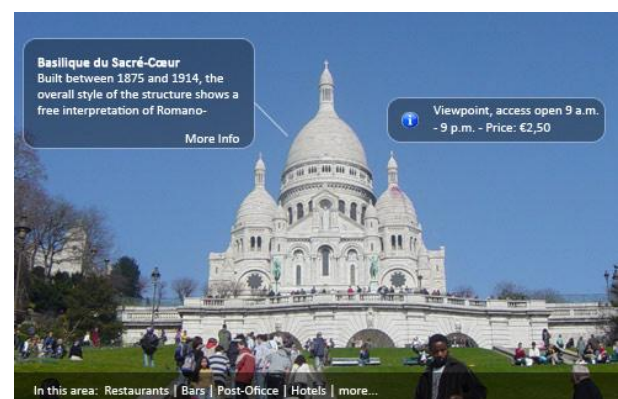 Basilique du Sacré-Cœur
Built between 1875 and 1914, the
overall style of the structure shows a
free interpretation of Romano-
More Info
Viewpoint, access open 9 a.m.
- 9 p.m. - Price: €2,50
In this area: Restaurants | Bars | Post-Oficce | Hotels | more...